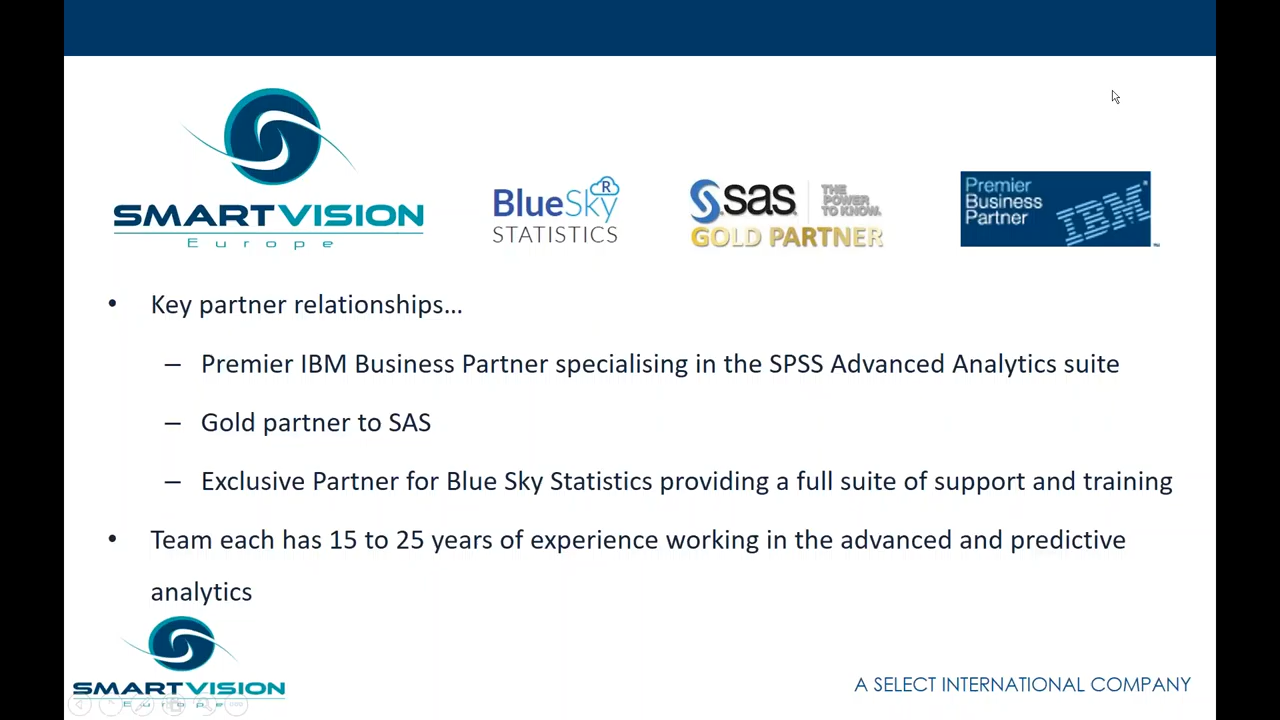 SMARTVISION
Europe
BlueSky R
STATISTICS
sas THE POWER TO KNOW.
GOLD PARTNER
Premier
Business
Partner
IBM
• Key partner relationships…
– Premier IBM Business Partner specialising in the SPSS Advanced Analytics suite
– Gold partner to SAS
– Exclusive Partner for Blue Sky Statistics providing a full suite of support and training
• Team each has 15 to 25 years of experience working in the advanced and predictive
analytics
SMARTVISION
Europe
A SELECT INTERNATIONAL COMPANY